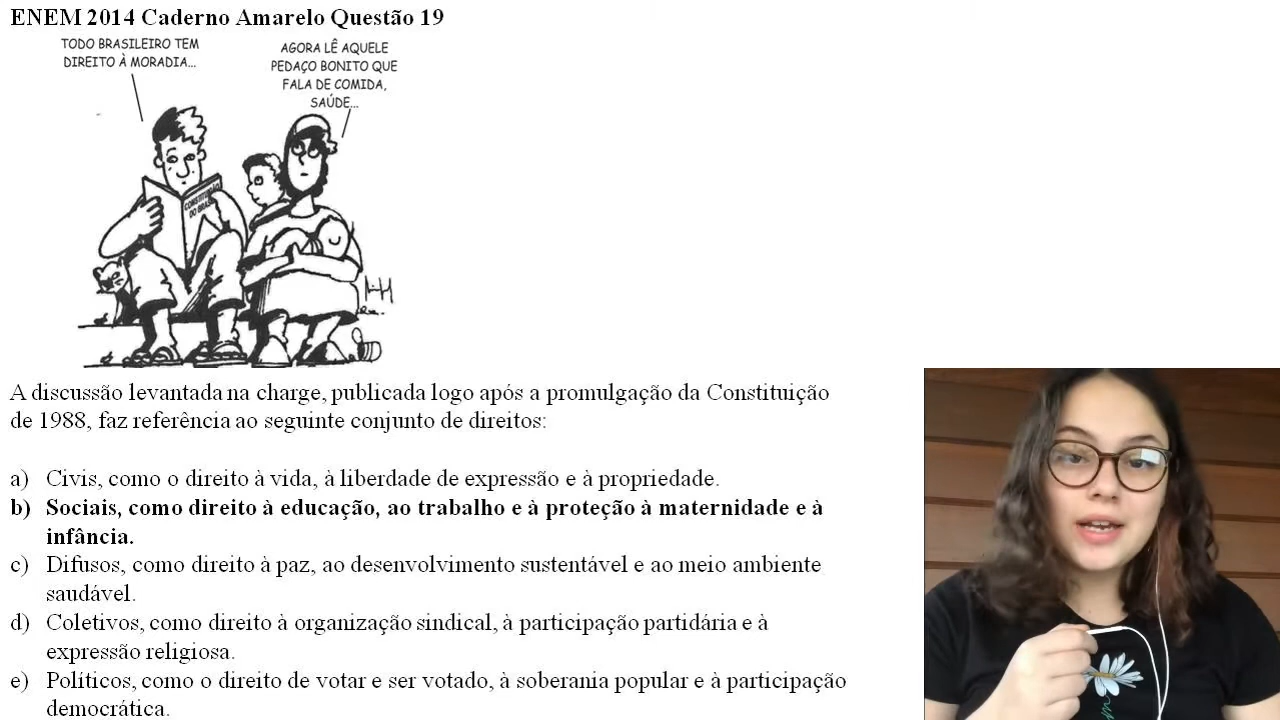 ENEM 2014 Caderno Amarelo Questão 19
TODO BRASILEIRO TEM
DIREITO À MORADIA...
AGORA LÊ AQUELE
PEDAÇO BONITO QUE
FALA DE COMIDA,
SAÚDE...
CONSTITUIÇÃO
DO BRASIL
A discussão levantada na charge, publicada logo após a promulgação da Constituição
de 1988, faz referência ao seguinte conjunto de direitos:
a) Civis, como o direito à vida, à liberdade de expressão e à propriedade.
b) Sociais, como direito à educação, ao trabalho e à proteção à maternidade e à
infância.
c) Difusos, como direito à paz, ao desenvolvimento sustentável e ao meio ambiente
saudável.
d) Coletivos, como direito à organização sindical, à participação partidária e à
expressão religiosa.
e) Políticos, como o direito de votar e ser votado, à soberania popular e à participação
democrática.